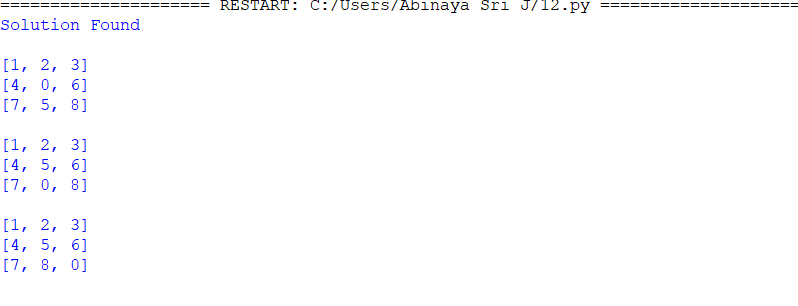 ===================== RESTART: C:/Users/Abinaya Sri J/12.py ====================
Solution Found
[1, 2, 3]
[4, 0, 6]
[7, 5, 8]
[1, 2, 3]
[4, 5, 6]
[7, 0, 8]
[1, 2, 3]
[4, 5, 6]
[7, 8, 0]